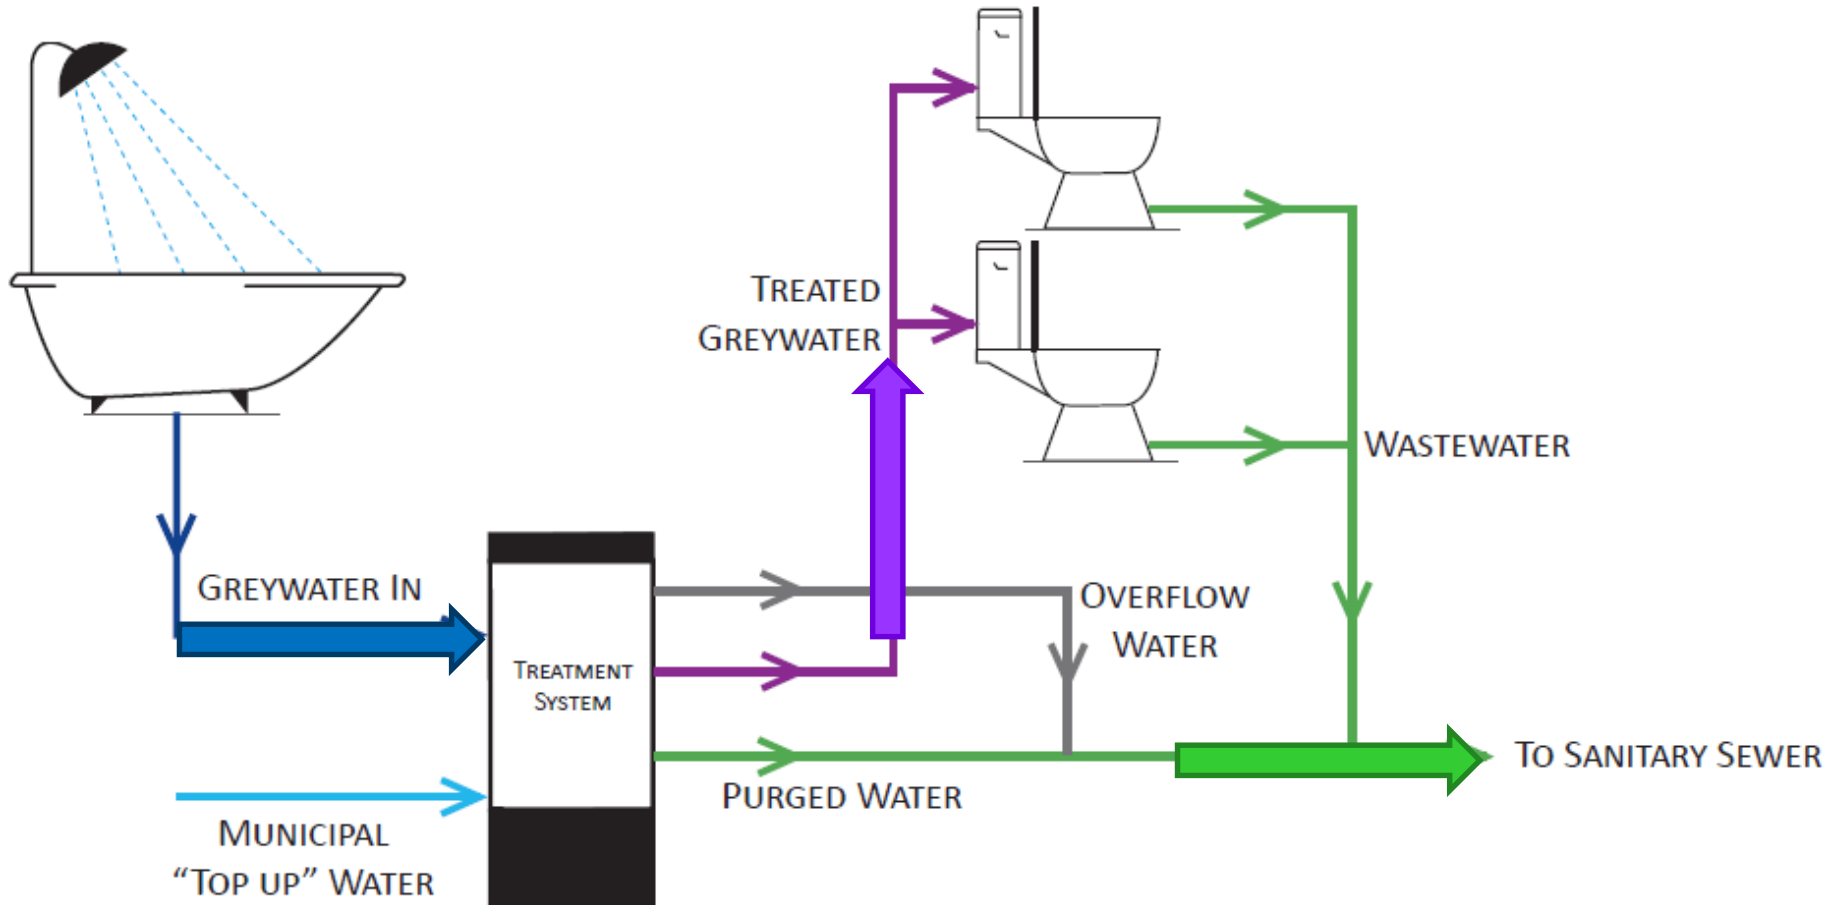 TREATED
GREYWATER
WASTEWATER
GREYWATER IN
OVERFLOW
WATER
TREATMENT
SYSTEM
TO SANITARY SEWER
PURGED WATER
MUNICIPAL
“TOP UP” WATER